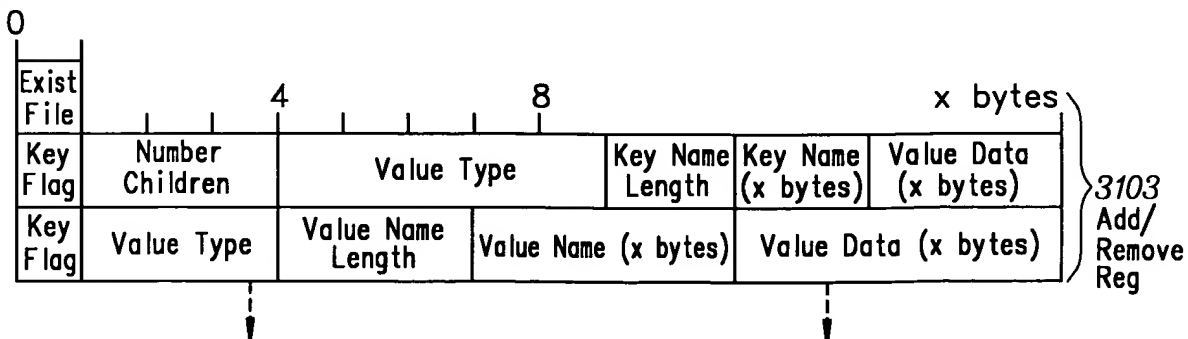 0
Exist
File
4
8
x bytes
Key
Flag
Number
Children
Value Type
Key Name
Length
Key Name
(x bytes)
Value Data
(x bytes)
Key
Flag
Value Type
Value Name
Length
Value Name (x bytes)
Value Data (x bytes)
3103
Add/
Remove
Reg